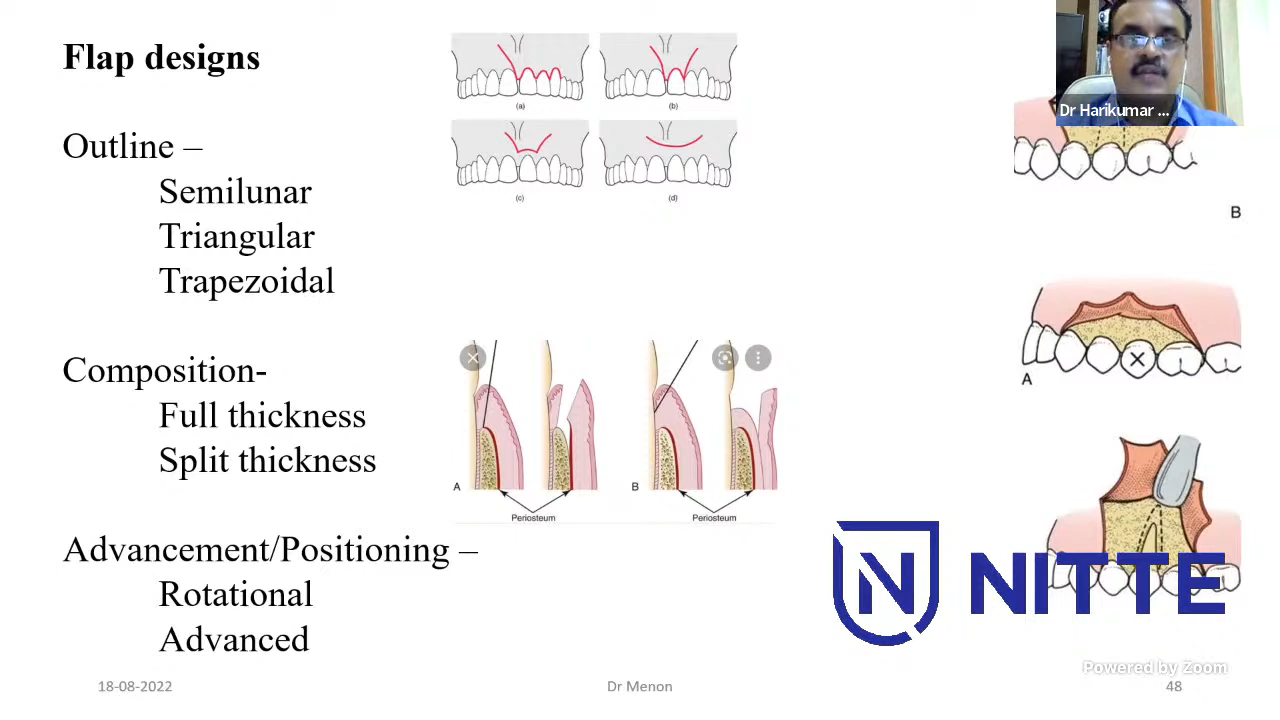 Flap designs
Outline –
Semilunar
Triangular
Trapezoidal
Composition-
Full thickness
Split thickness
Advancement/Positioning –
Rotational
Advanced
(a)
(b)
(c)
(d)
A
B
Periosteum
Periosteum
Dr Harikumar ...
B
A
N NITTE
Powered by Zoom
18-08-2022
Dr Menon
48